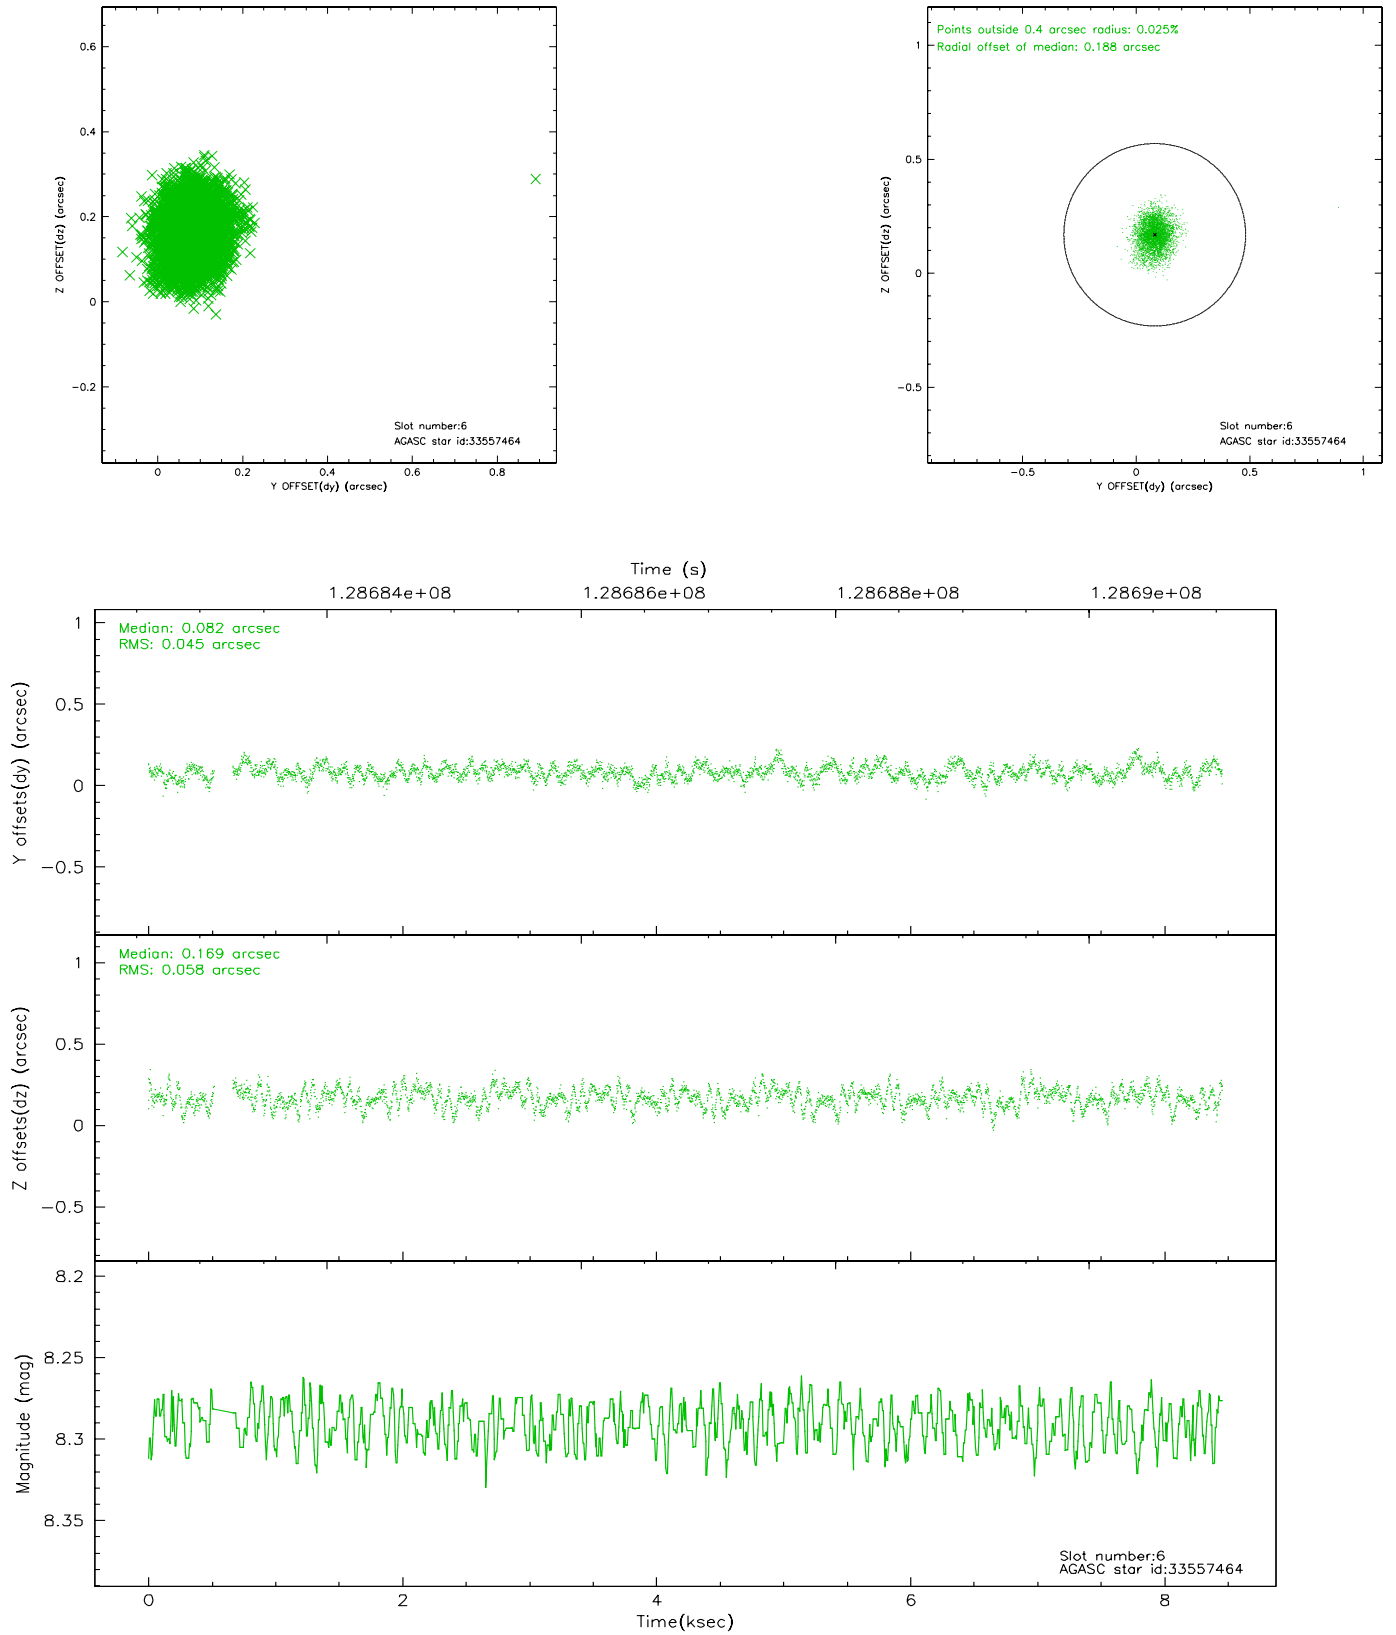 0.6
0.4
0.2
0
−0.2
Z OFFSET(dz) (arcsec)
0
0.2
0.4
0.6
0.8
Y OFFSET(dy) (arcsec)
Slot number:6
AGASC star id:33557464
Points outside 0.4 arcsec radius: 0.025%
Radial offset of median: 0.188 arcsec
1
0.5
0
−0.5
Z OFFSET(dz) (arcsec)
−0.5
0
0.5
1
Y OFFSET(dy) (arcsec)
Slot number:6
AGASC star id:33557464
Time (s)
1.28684e+08
1.28686e+08
1.28688e+08
1.2869e+08
Median: 0.082 arcsec
RMS: 0.045 arcsec
1
0.5
0
−0.5
Y offsets(dy) (arcsec)
Median: 0.169 arcsec
RMS: 0.058 arcsec
1
0.5
0
−0.5
Z offsets(dz) (arcsec)
8.2
8.25
8.3
8.35
Magnitude (mag)
Slot number:6
AGASC star id:33557464
0
2
4
6
8
Time(ksec)